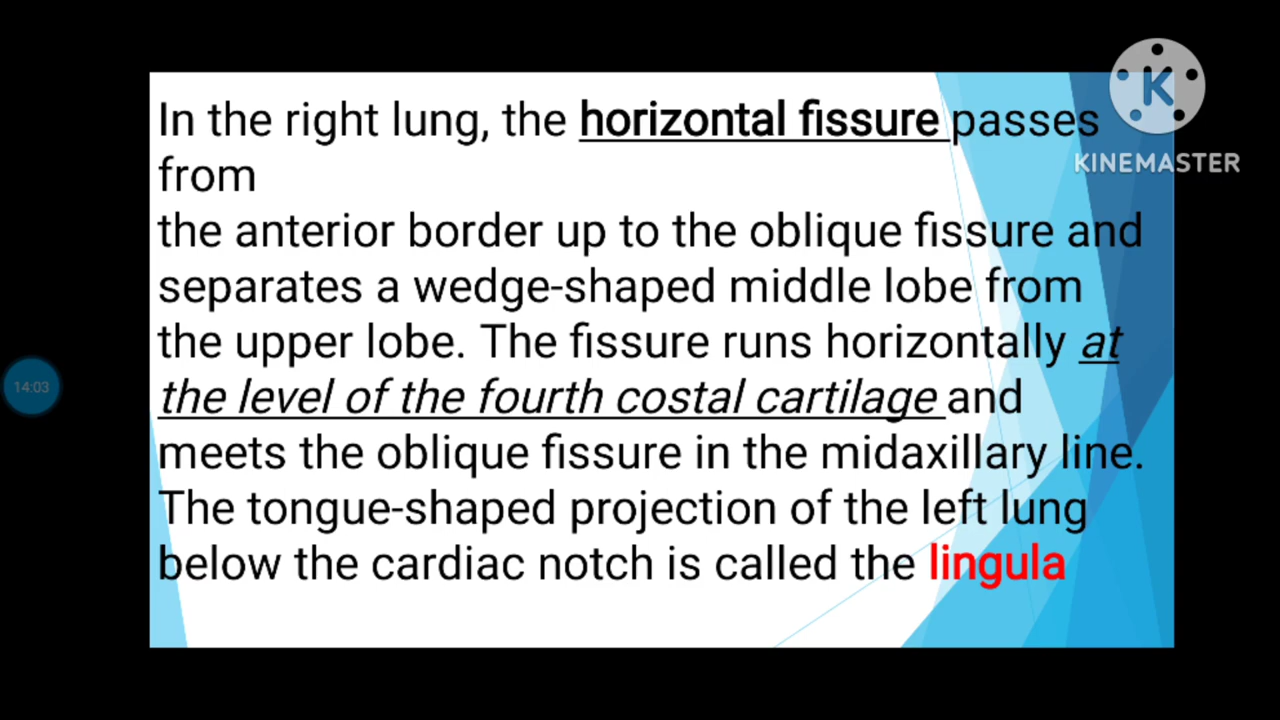 In the right lung, the horizontal fissure passes
from
the anterior border up to the oblique fissure and
separates a wedge-shaped middle lobe from
the upper lobe. The fissure runs horizontally at
the level of the fourth costal cartilage and
meets the oblique fissure in the midaxillary line.
The tongue-shaped projection of the left lung
below the cardiac notch is called the lingula
K
KINEMASTER
14:03